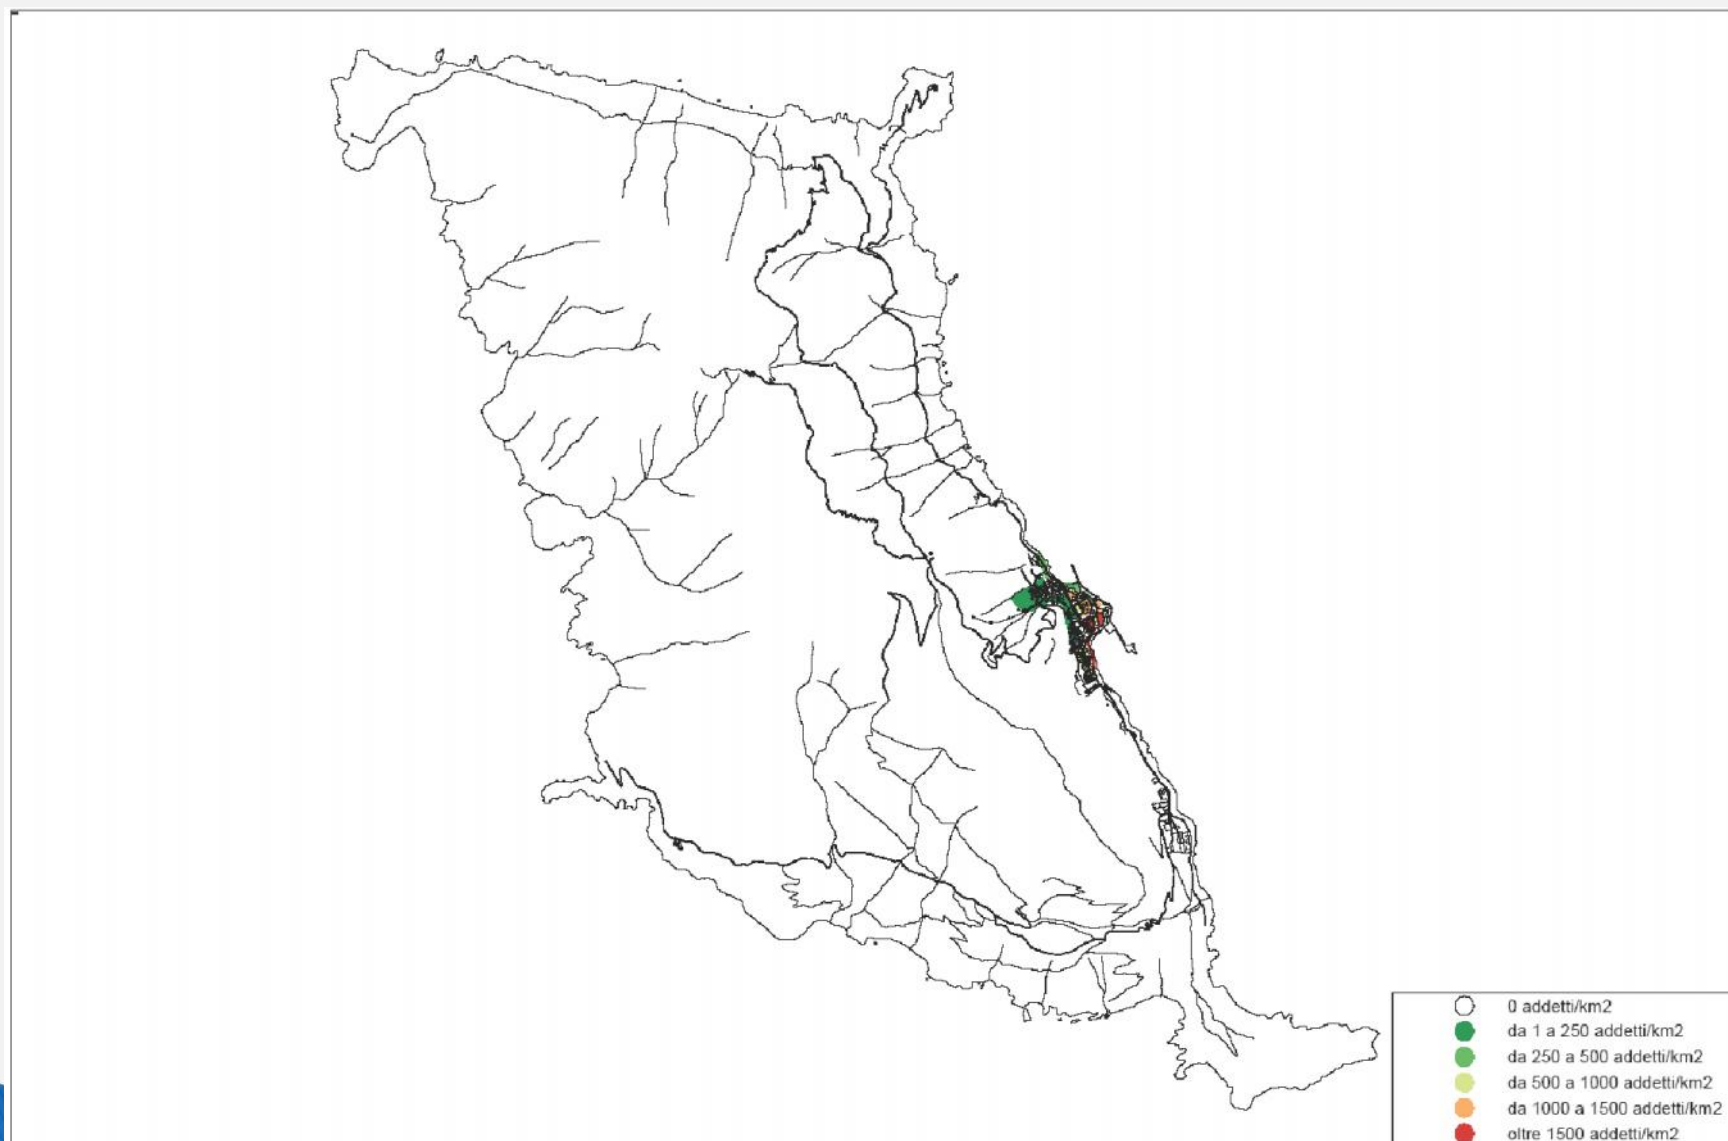 0 addetti/km2
da 1 a 250 addetti/km2
da 250 a 500 addetti/km2
da 500 a 1000 addetti/km2
da 1000 a 1500 addetti/km2
oltre 1500 addetti/km2